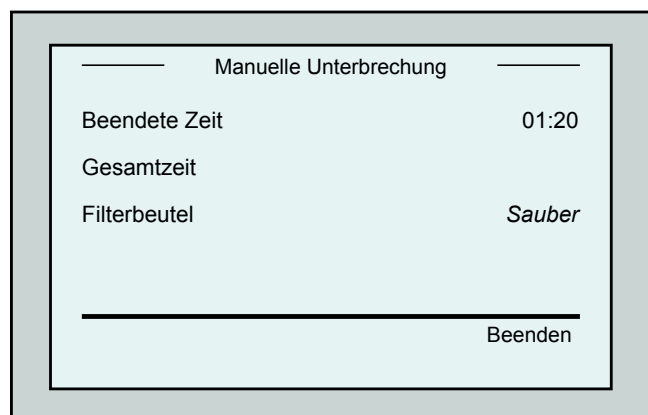 Manuelle Unterbrechung
Beendete Zeit 01:20
Gesamtzeit
Filterbeutel Sauber
Beenden